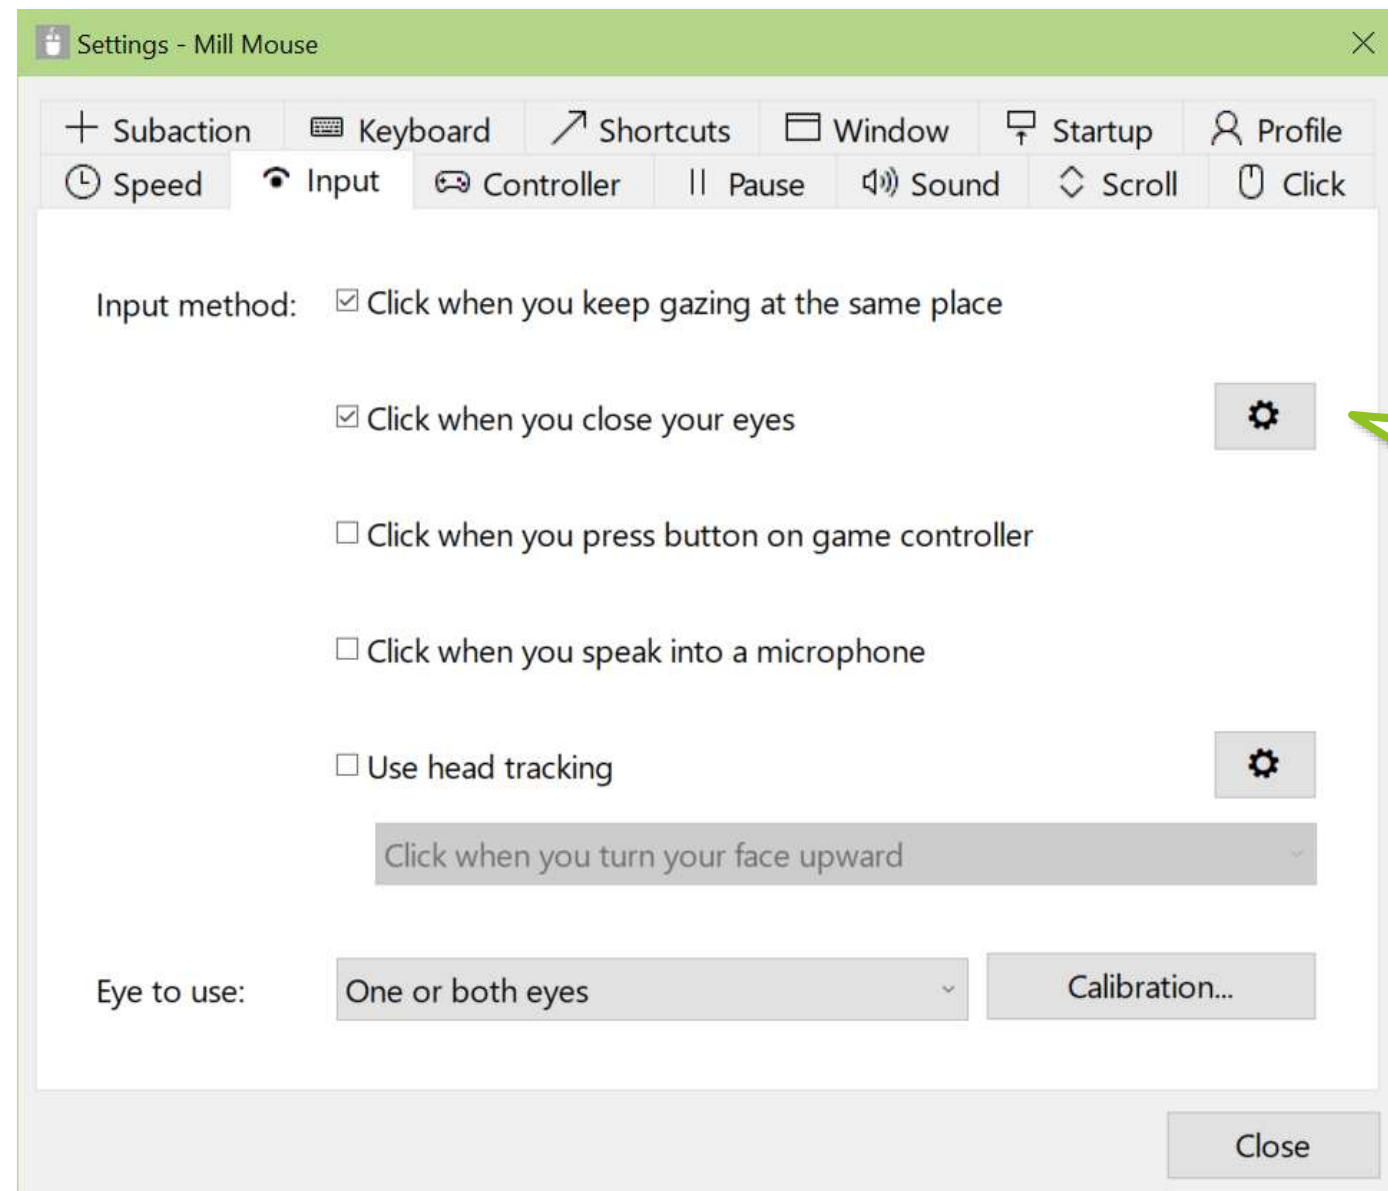 Settings - Mill Mouse
Subaction Keyboard Shortcuts Window Startup Profile
Speed Input Controller Pause Sound Scroll Click
Input method: Click when you keep gazing at the same place
Click when you close your eyes
Click when you press button on game controller
Click when you speak into a microphone
Use head tracking
Click when you turn your face upward
Eye to use: One or both eyes Calibration...
Close